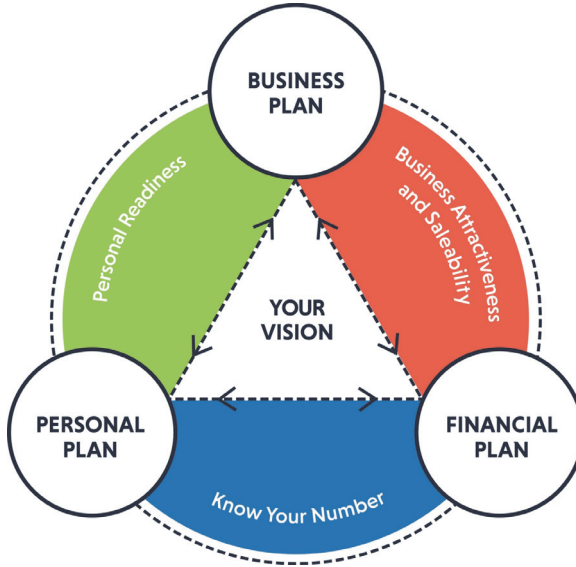 BUSINESS
PLAN
Personal Readiness
Business Attractiveness
and Saleability
YOUR
VISION
PERSONAL
PLAN
FINANCIAL
PLAN
Know Your Number